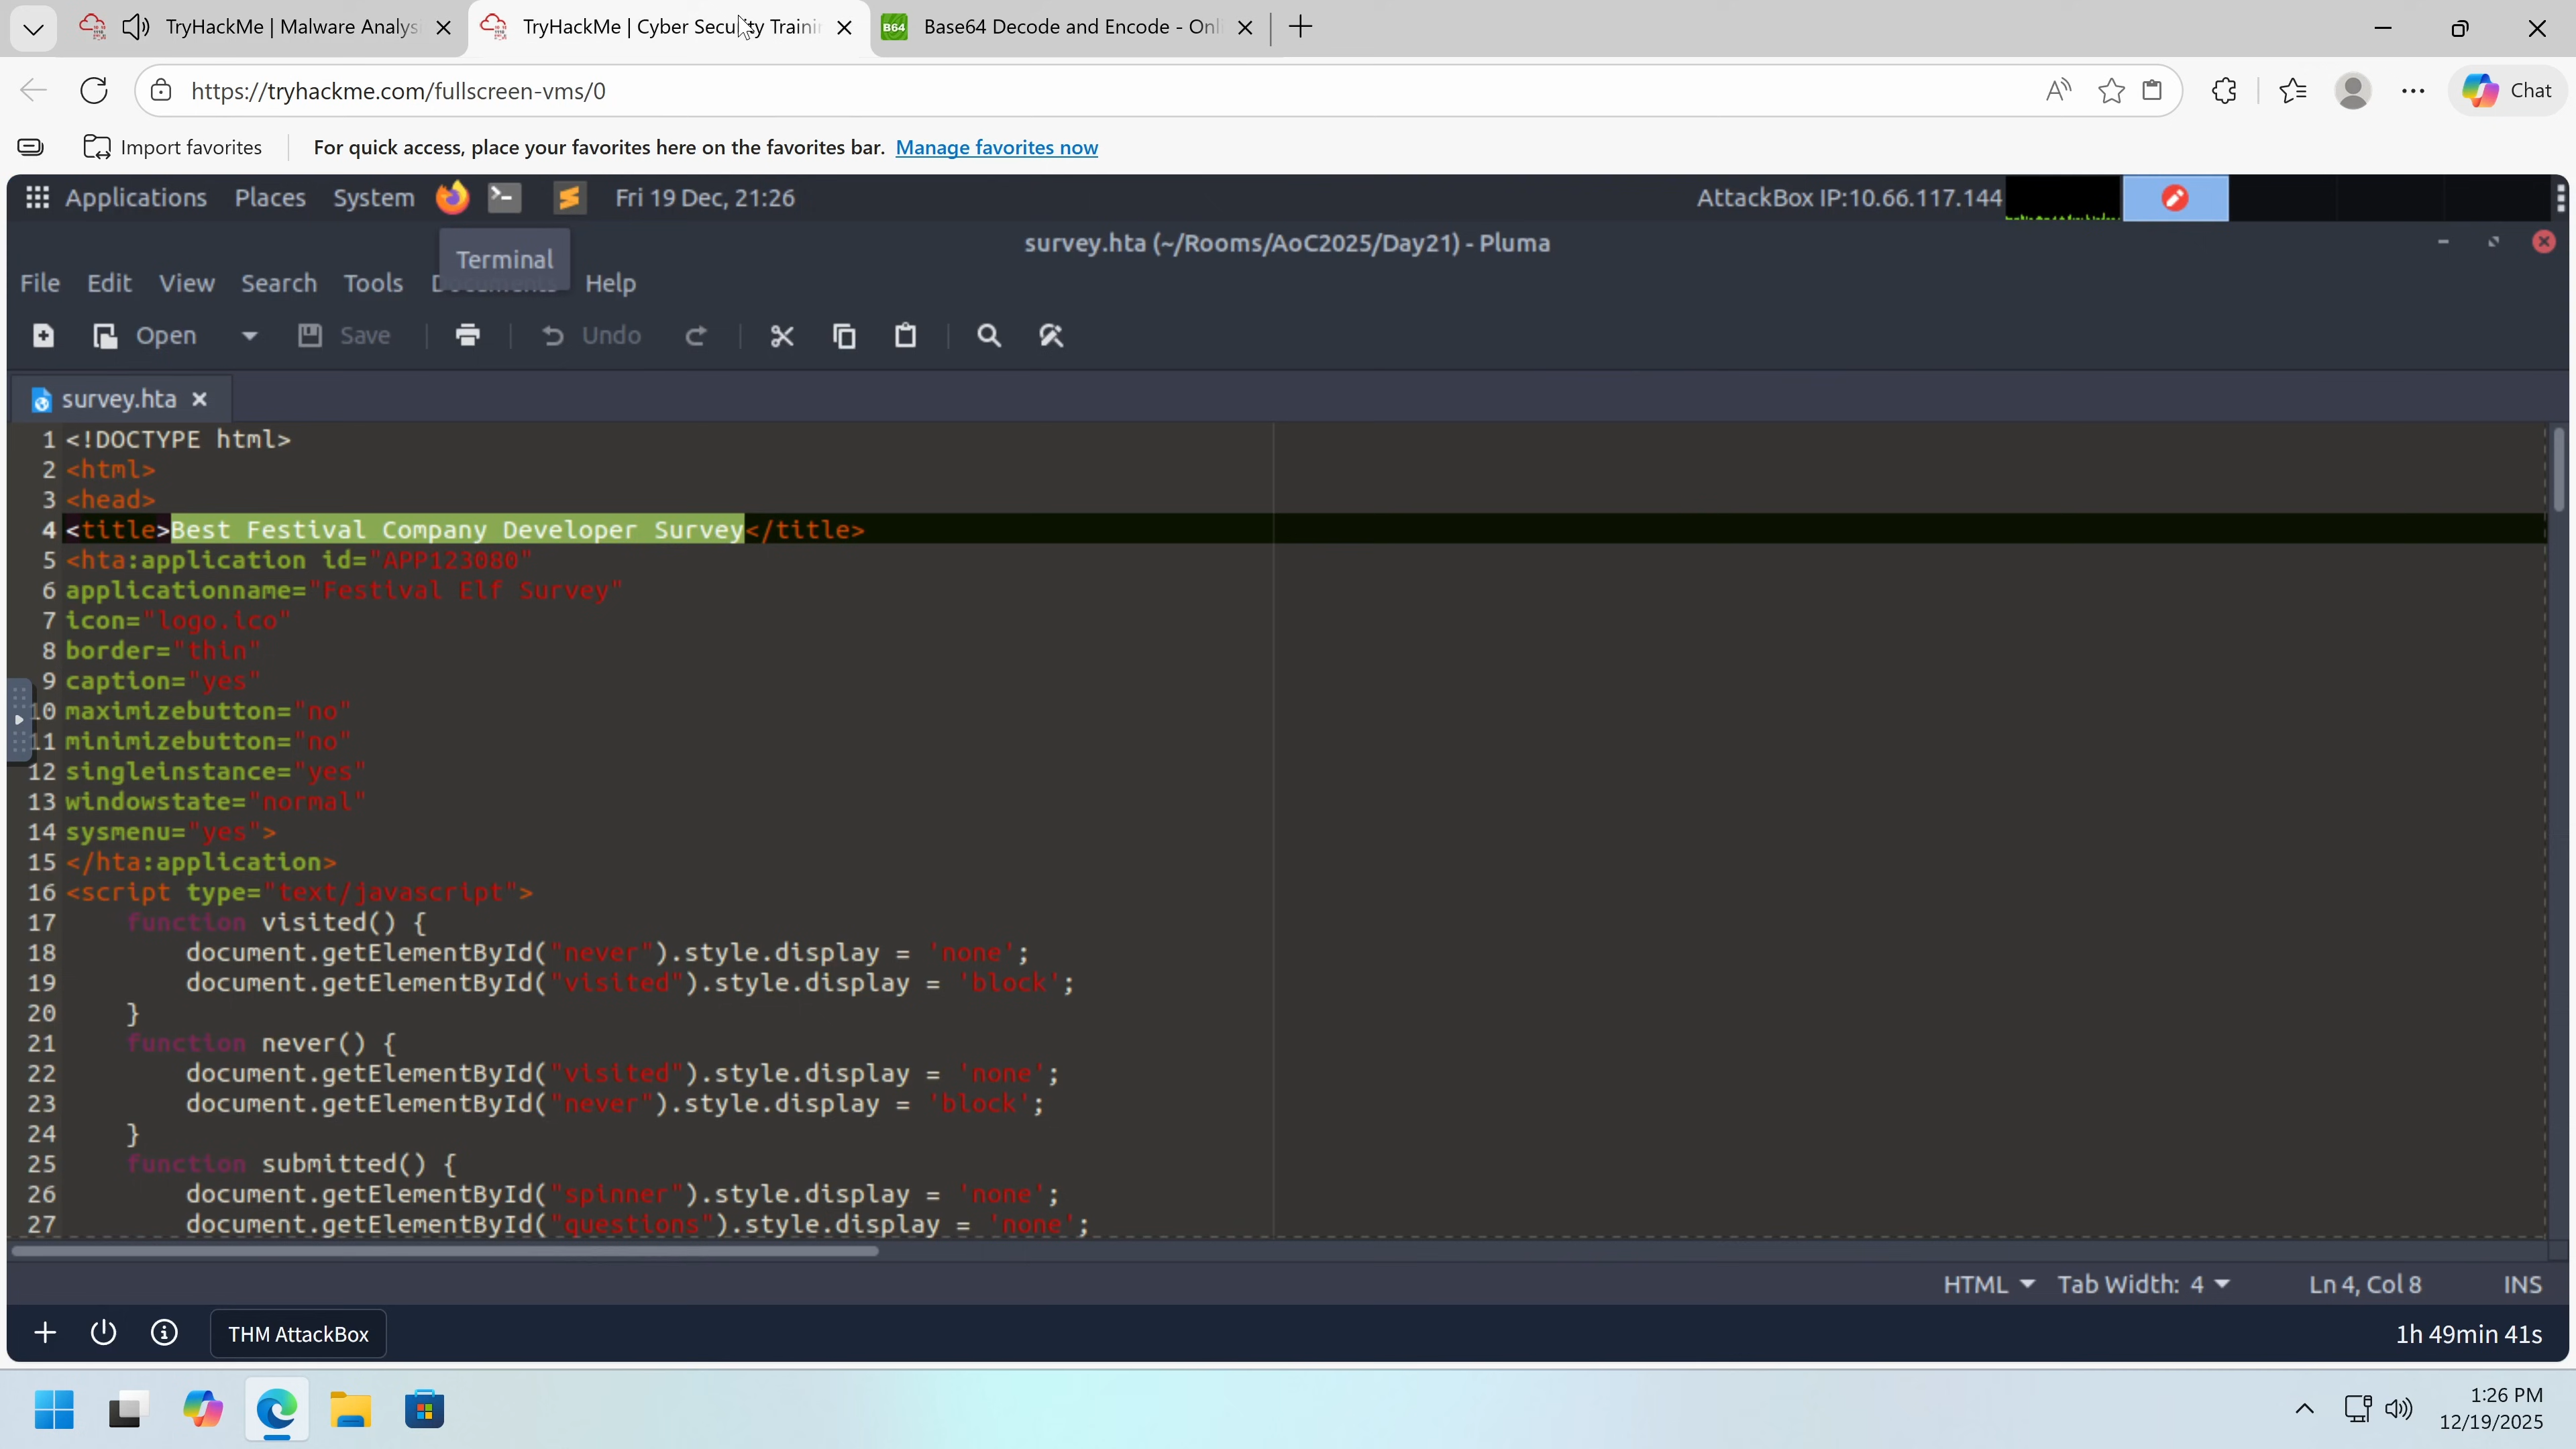 TryHackMe | Malware Analysi
TryHackMe | Cyber Security Trainin
B64 Base64 Decode and Encode - Onl
https://tryhackme.com/fullscreen-vms/0
Chat
Import favorites
For quick access, place your favorites here on the favorites bar. Manage favorites now
Applications Places System Fri 19 Dec, 21:26 AttackBox IP:10.66.117.144
survey.hta (~/Rooms/AoC2025/Day21) - Pluma
Terminal
File Edit View Search Tools Documents Help
Open Save Undo
survey.hta
1 <!DOCTYPE html>
2 <html>
3 <head>
4 <title>Best Festival Company Developer Survey</title>
5 <hta:application id="APP123080"
6 applicationname="Festival Elf Survey"
7 icon="logo.ico"
8 border="thin"
9 caption="yes"
10 maximizebutton="no"
11 minimizebutton="no"
12 singleinstance="yes"
13 windowstate="normal"
14 sysmenu="yes">
15 </hta:application>
16 <script type="text/javascript">
17 function visited() {
18 document.getElementById("never").style.display = 'none';
19 document.getElementById("visited").style.display = 'block';
20 }
21 function never() {
22 document.getElementById("visited").style.display = 'none';
23 document.getElementById("never").style.display = 'block';
24 }
25 function submitted() {
26 document.getElementById("spinner").style.display = 'none';
27 document.getElementById("questions").style.display = 'none';
HTML Tab Width: 4 Ln 4, Col 8 INS
THM AttackBox 1h 49min 41s
1:26 PM
12/19/2025